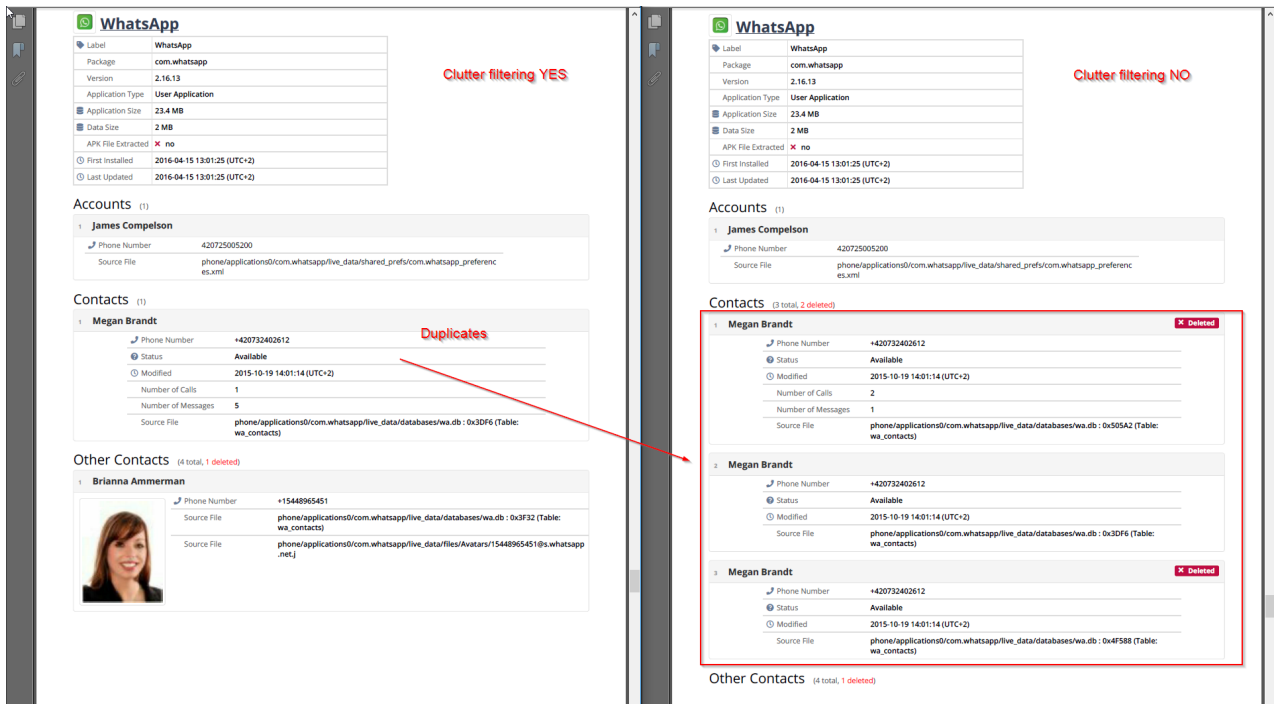 WhatsApp
Clutter filtering YES
Label WhatsApp
Package com.whatsapp
Version 2.16.13
Application Type User Application
Application Size 23.4 MB
Data Size 2 MB
APK File Extracted no
First Installed 2016-04-15 13:01:25 (UTC+2)
Last Updated 2016-04-15 13:01:25 (UTC+2)
Accounts (1)
1 James Compelson
Phone Number 420725005200
Source File phone/applications0/com.whatsapp/live_data/shared_prefs/com.whatsapp_preferenc
es.xml
Contacts (1)
1 Megan Brandt
Duplicates
Phone Number +420732402612
Status Available
Modified 2015-10-19 14:01:14 (UTC+2)
Number of Calls 1
Number of Messages 5
Source File phone/applications0/com.whatsapp/live_data/databases/wa.db : 0x3DF6 (Table:
wa_contacts)
Other Contacts (4 total, 1 deleted)
1 Brianna Ammerman
Phone Number +15448965451
Source File phone/applications0/com.whatsapp/live_data/databases/wa.db : 0x3F32 (Table:
wa_contacts)
Source File phone/applications0/com.whatsapp/live_data/files/Avatars/15448965451@s.whatsapp
.net.j
WhatsApp
Clutter filtering NO
Label WhatsApp
Package com.whatsapp
Version 2.16.13
Application Type User Application
Application Size 23.4 MB
Data Size 2 MB
APK File Extracted no
First Installed 2016-04-15 13:01:25 (UTC+2)
Last Updated 2016-04-15 13:01:25 (UTC+2)
Accounts (1)
1 James Compelson
Phone Number 420725005200
Source File phone/applications0/com.whatsapp/live_data/shared_prefs/com.whatsapp_preferenc
es.xml
Contacts (3 total, 2 deleted)
1 Megan Brandt Deleted
Phone Number +420732402612
Status Available
Modified 2015-10-19 14:01:14 (UTC+2)
Number of Calls 2
Number of Messages 1
Source File phone/applications0/com.whatsapp/live_data/databases/wa.db : 0x505A2 (Table:
wa_contacts)
2 Megan Brandt
Phone Number +420732402612
Status Available
Modified 2015-10-19 14:01:14 (UTC+2)
Source File phone/applications0/com.whatsapp/live_data/databases/wa.db : 0x3DF6 (Table:
wa_contacts)
3 Megan Brandt Deleted
Phone Number +420732402612
Status Available
Modified 2015-10-19 14:01:14 (UTC+2)
Source File phone/applications0/com.whatsapp/live_data/databases/wa.db : 0x4F588 (Table:
wa_contacts)
Other Contacts (4 total, 1 deleted)